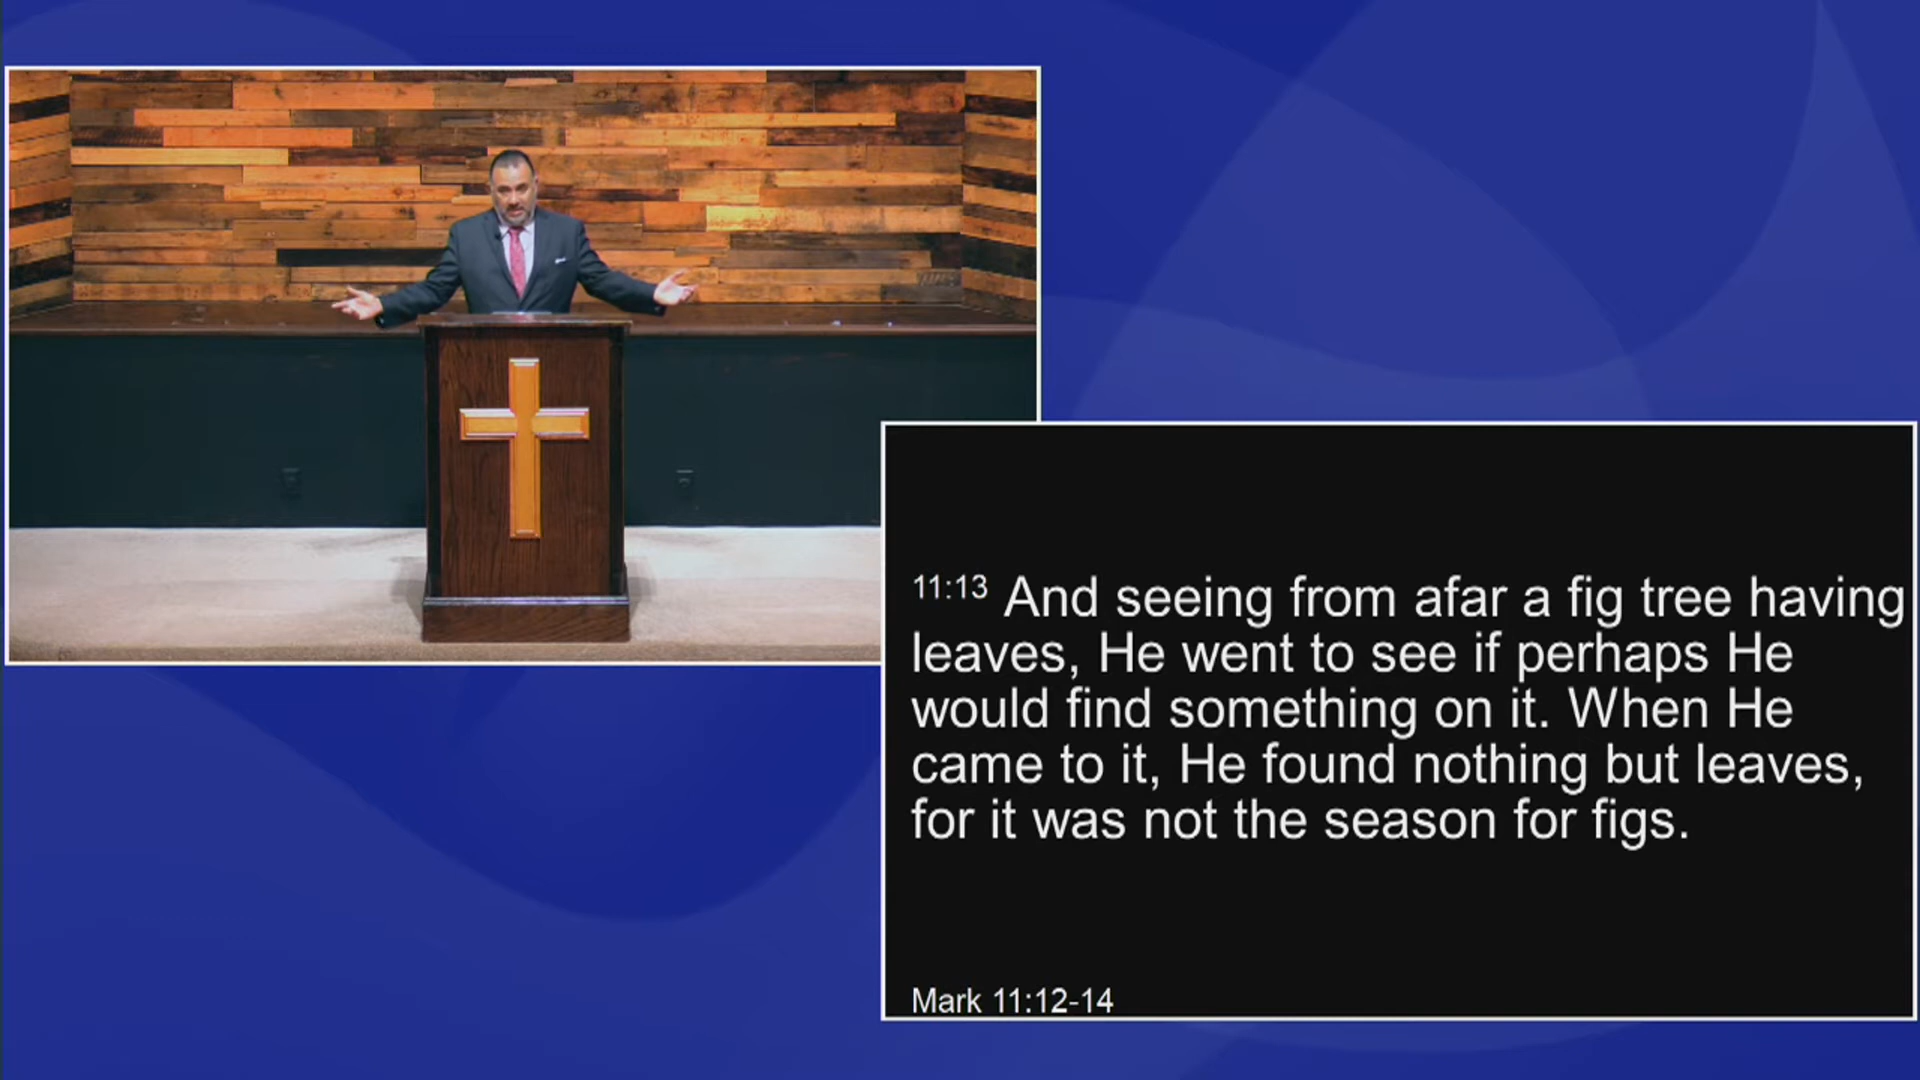 11:13 And seeing from afar a fig tree having
leaves, He went to see if perhaps He
would find something on it. When He
came to it, He found nothing but leaves,
for it was not the season for figs.
Mark 11:12-14